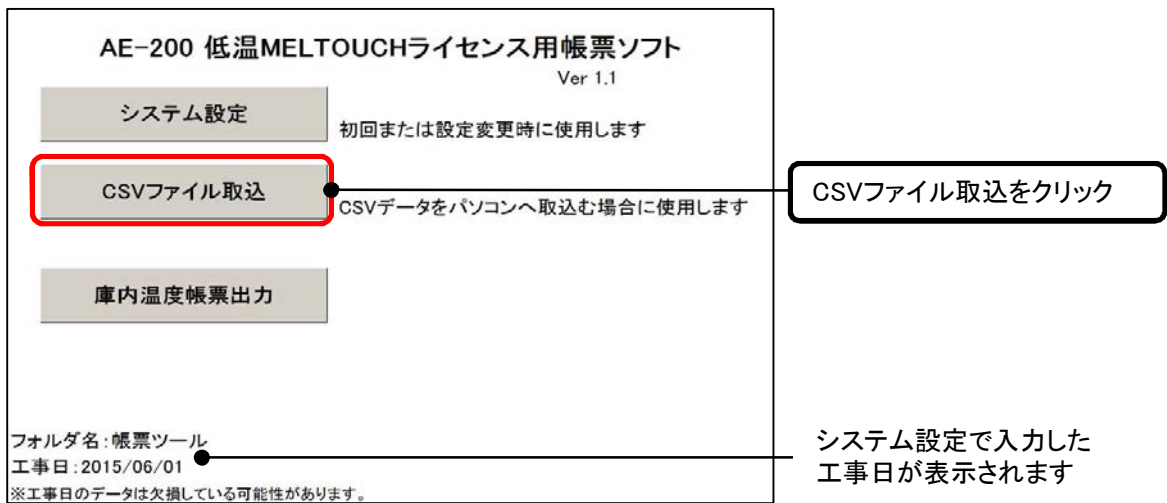 AE-200 低温MELTOUCHライセンス用帳票ソフト
Ver 1.1
システム設定
初回または設定変更時に使用します
CSVファイル取込
CSVデータをパソコンへ取込む場合に使用します
CSVファイル取込をクリック
庫内温度帳票出力
フォルダ名:帳票ツール
工事日:2015/06/01
※工事日のデータは欠損している可能性があります。
システム設定で入力した
工事日が表示されます